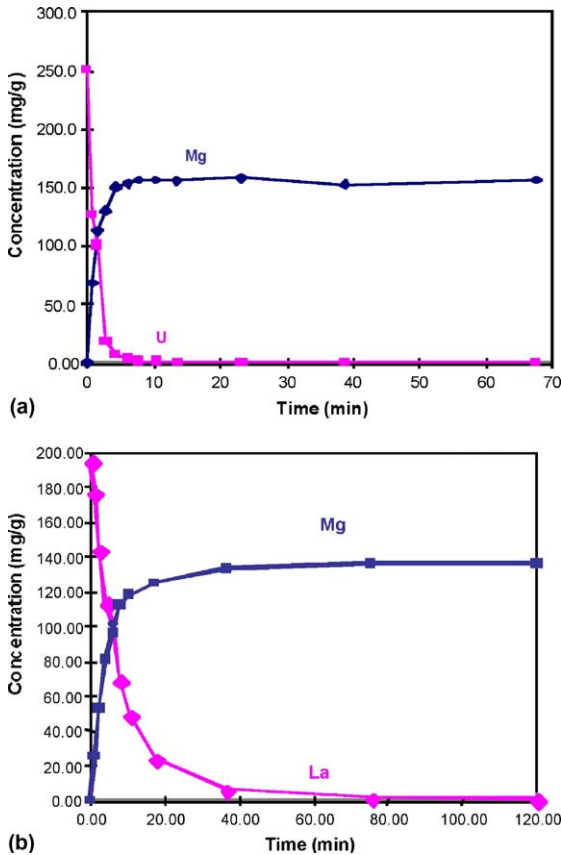 300.0
250.0
200.0
150.0
100.0
50.0
0.00
Concentration (mg/g)
Mg
U
0 10 20 30 40 50 60 70
Time (min)
(a)
200.00
180.00
160.00
140.00
120.00
100.00
80.00
60.00
40.00
20.00
0.00
Concentration (mg/g)
Mg
La
0.00 20.00 40.00 60.00 80.00 100.00 120.00
Time (min)
(b)